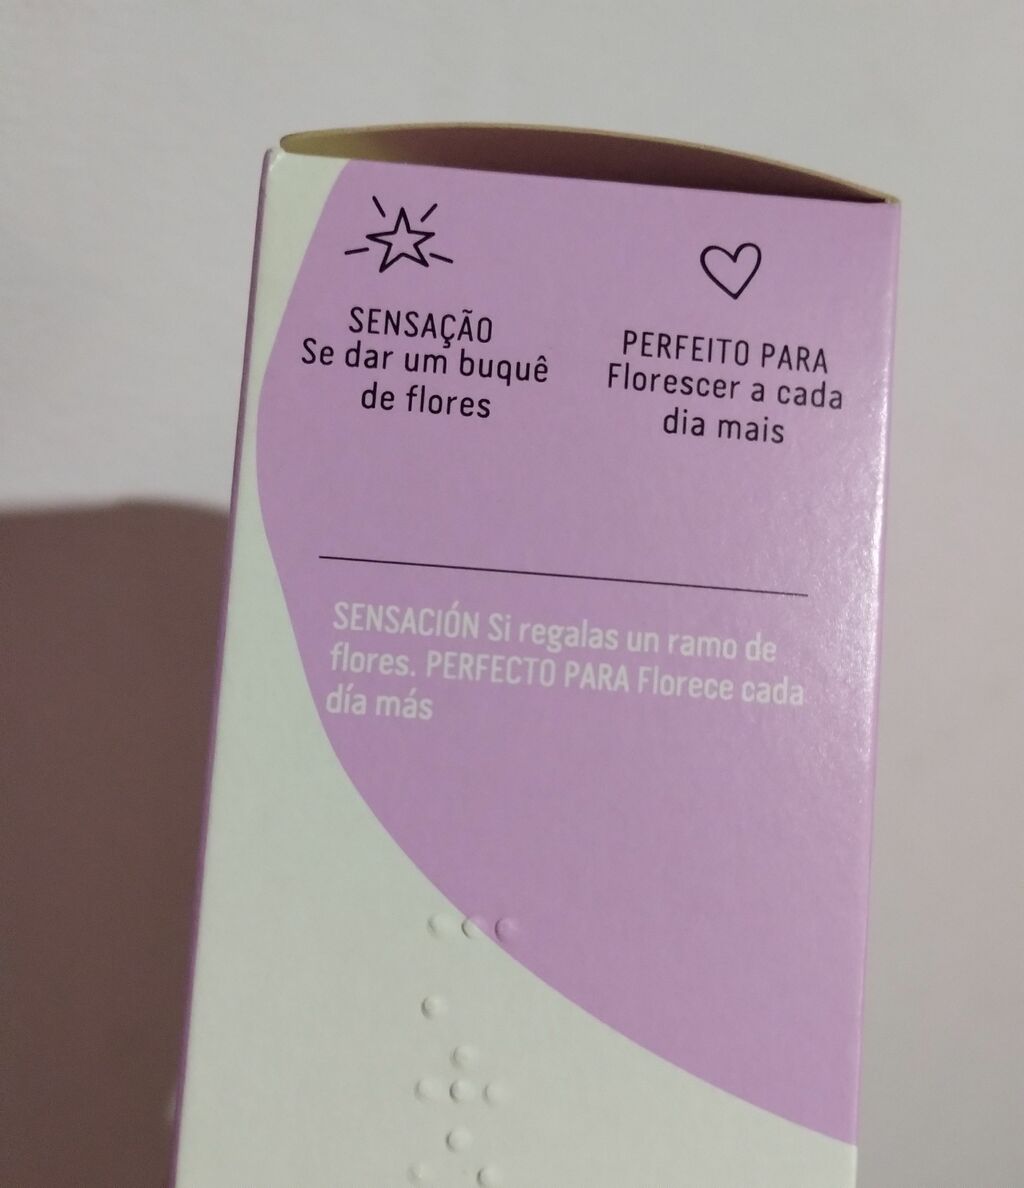 SENSAÇÃO
Se dar um buquê
de flores
PERFEITO PARA
Florescer a cada
dia mais
SENSACIÓN Si regalas un ramo de
flores. PERFECTO PARA Florece cada
día más